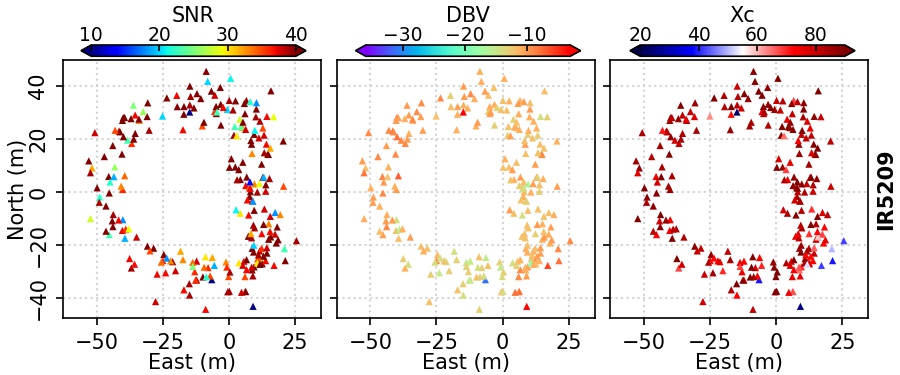 SNR DBV Xc
10 20 30 40 −30 −20 −10 20 40 60 80
40
20
0
−20
−40
North (m)
IR5209
−50 −25 0 25 −50 −25 0 25 −50 −25 0 25
East (m) East (m) East (m)